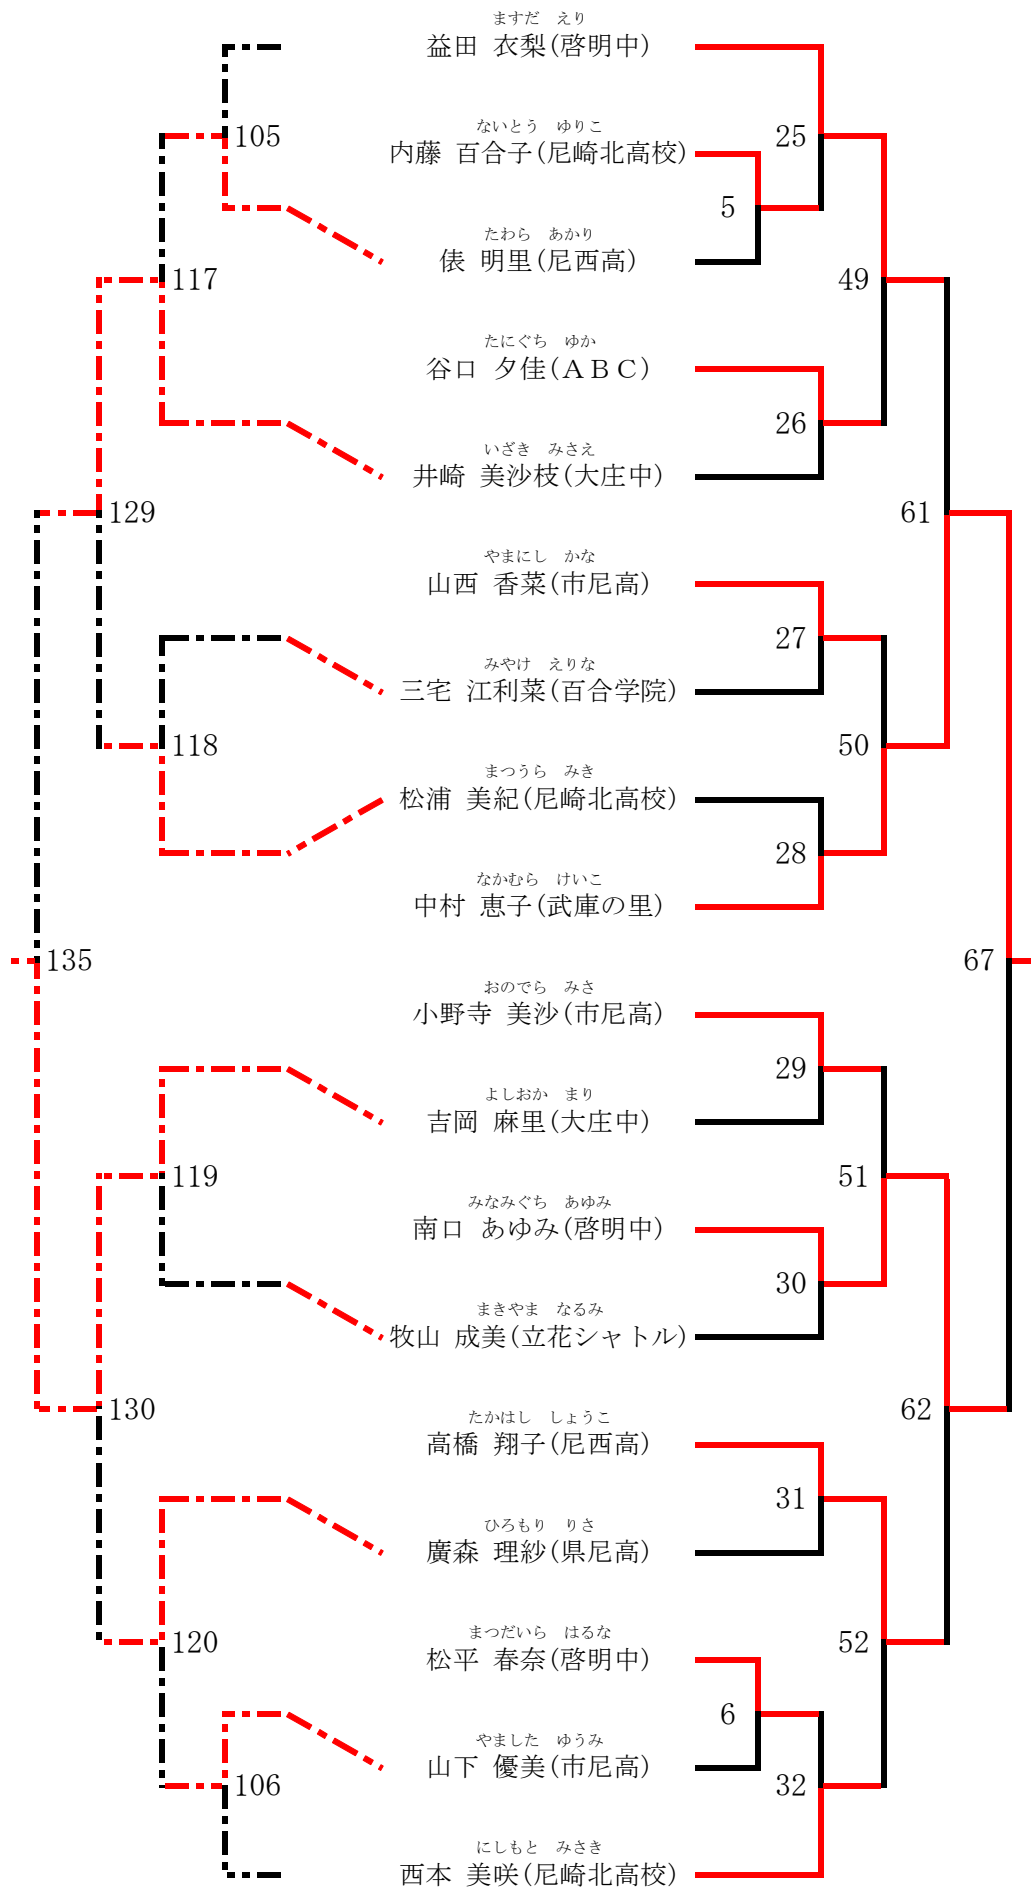 ますだ　えり
益田 衣梨(啓明中)
105
25
ないとう　ゆりこ
内藤 百合子(尼崎北高校)
5
たわら　あかり
俵 明里(尼西高)
117
49
たにぐち　ゆか
谷口 夕佳(ＡＢＣ)
26
いざき　みさえ
井崎 美沙枝(大庄中)
129
61
やまにし　かな
山西 香菜(市尼高)
27
みやけ　えりな
三宅 江利菜(百合学院)
118
50
まつうら　みき
松浦 美紀(尼崎北高校)
28
なかむら　けいこ
中村 恵子(武庫の里)
135
67
おのでら　みさ
小野寺 美沙(市尼高)
29
よしおか　まり
吉岡 麻里(大庄中)
119
51
みなみぐち　あゆみ
南口 あゆみ(啓明中)
30
まきやま　なるみ
牧山 成美(立花シャトル)
130
62
たかはし　しょうこ
高橋 翔子(尼西高)
31
ひろもり　りさ
廣森 理紗(県尼高)
120
52
まつだいら　はるな
松平 春奈(啓明中)
6
やました　ゆうみ
山下 優美(市尼高)
106
32
にしもと　みさき
西本 美咲(尼崎北高校)